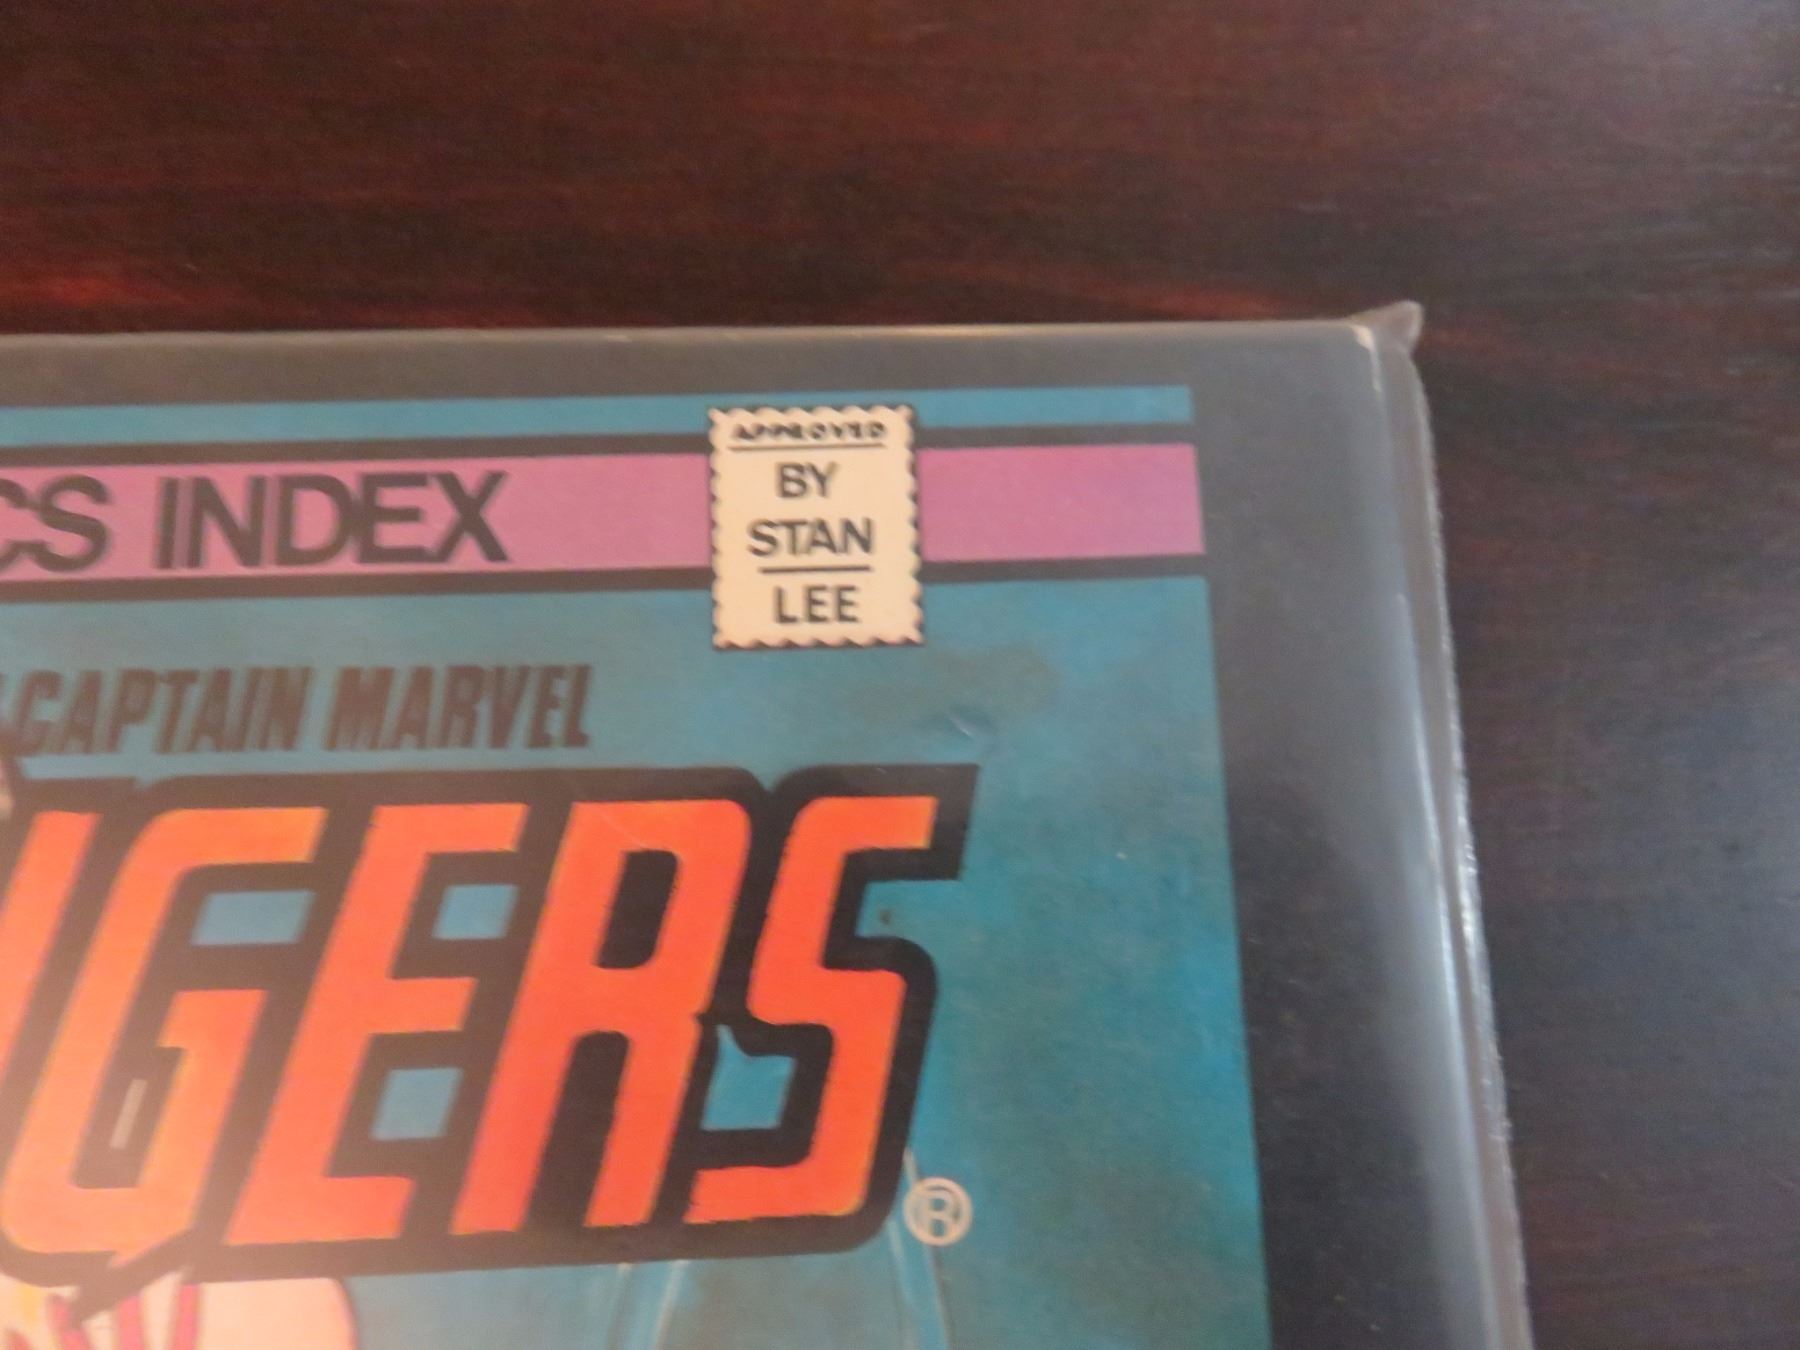 APPROVED
BY
STAN
LEE
CS INDEX
CAPTAIN MARVEL
GERS
®